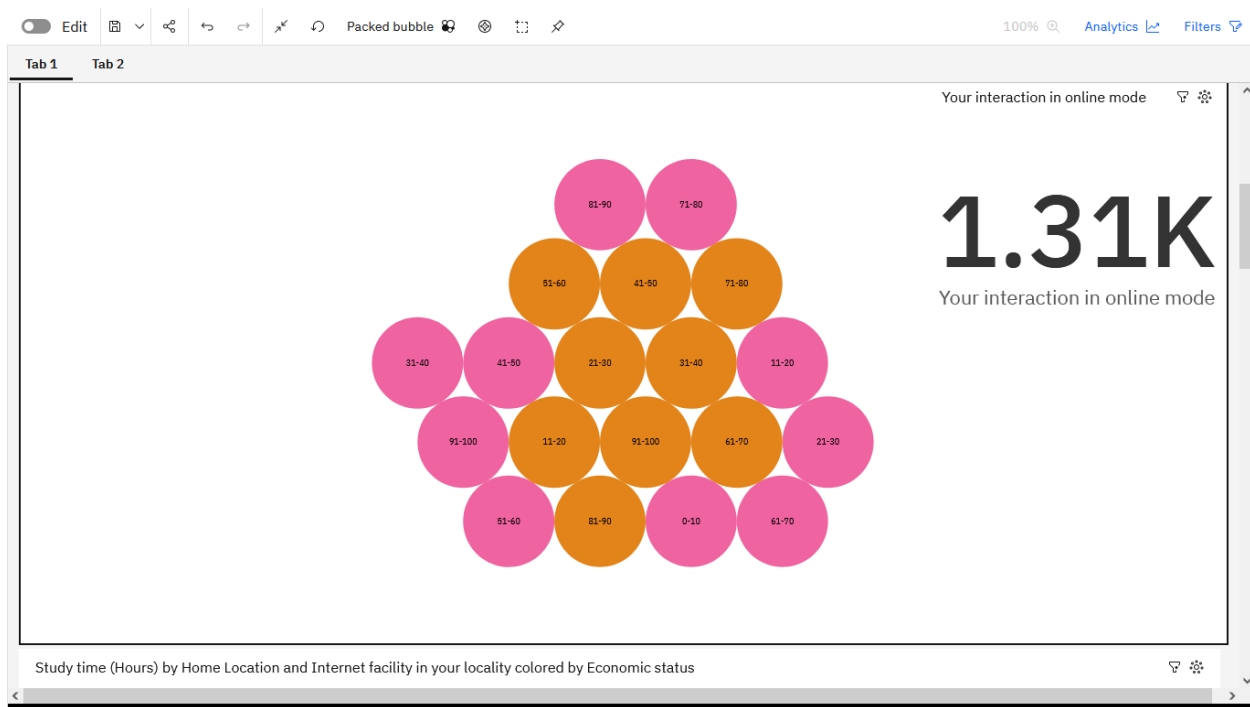 Edit
Packed bubble
100%
Analytics
Filters
Tab 1
Tab 2
Your interaction in online mode
81-90
71-80
1.31K
Your interaction in online mode
51-60
41-50
71-80
31-40
41-50
21-30
31-40
11-20
91-100
11-20
91-100
61-70
21-30
51-60
81-90
0-10
61-70
Study time (Hours) by Home Location and Internet facility in your locality colored by Economic status